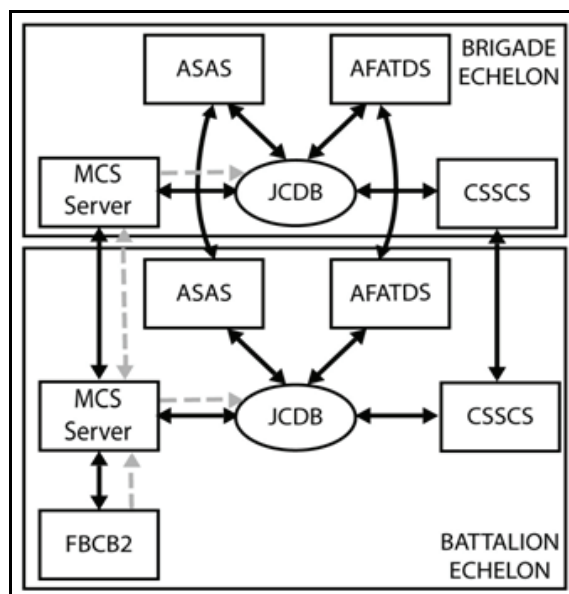 ASAS
AFATDS
BRIGADE
ECHELON
MCS
Server
JCDB
CSSCS
ASAS
AFATDS
MCS
Server
JCDB
CSSCS
FBCB2
BATTALION
ECHELON